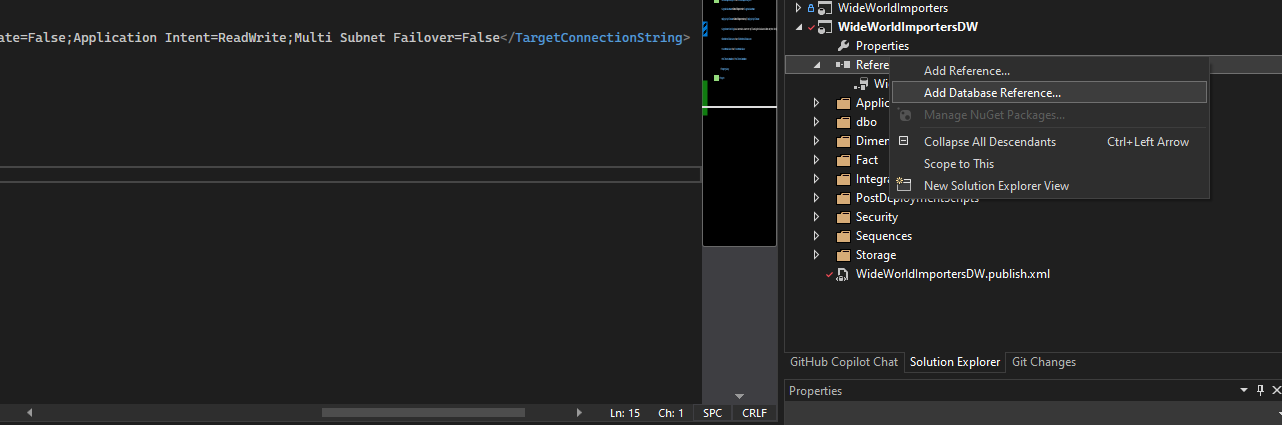 WideWorldImporters
WideWorldImportersDW
ate=False;Application Intent=ReadWrite;Multi Subnet Failover=False</TargetConnectionString>
Properties
Refere
Add Reference...
Wi
Add Database Reference...
Applic
Manage NuGet Packages...
dbo
Dimen
Collapse All Descendants Ctrl+Left Arrow
Fact
Scope to This
Integra
New Solution Explorer View
PostDeploymentScripts
Security
Sequences
Storage
WideWorldImportersDW.publish.xml
GitHub Copilot Chat Solution Explorer Git Changes
Properties
Ln: 15 Ch: 1 SPC CRLF